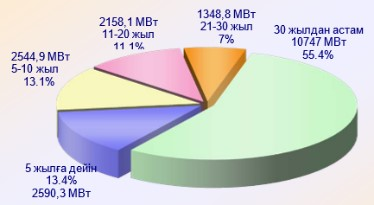 1348,8 МВт
21-30 жыл
7%
2158,1 МВт
11-20 жыл
11,1%
30 жылдан астам
10747 МВт
55.4%
2544,9 МВт
5-10 жыл
13.1%
5 жылға дейін
13.4%
2590,3 МВт